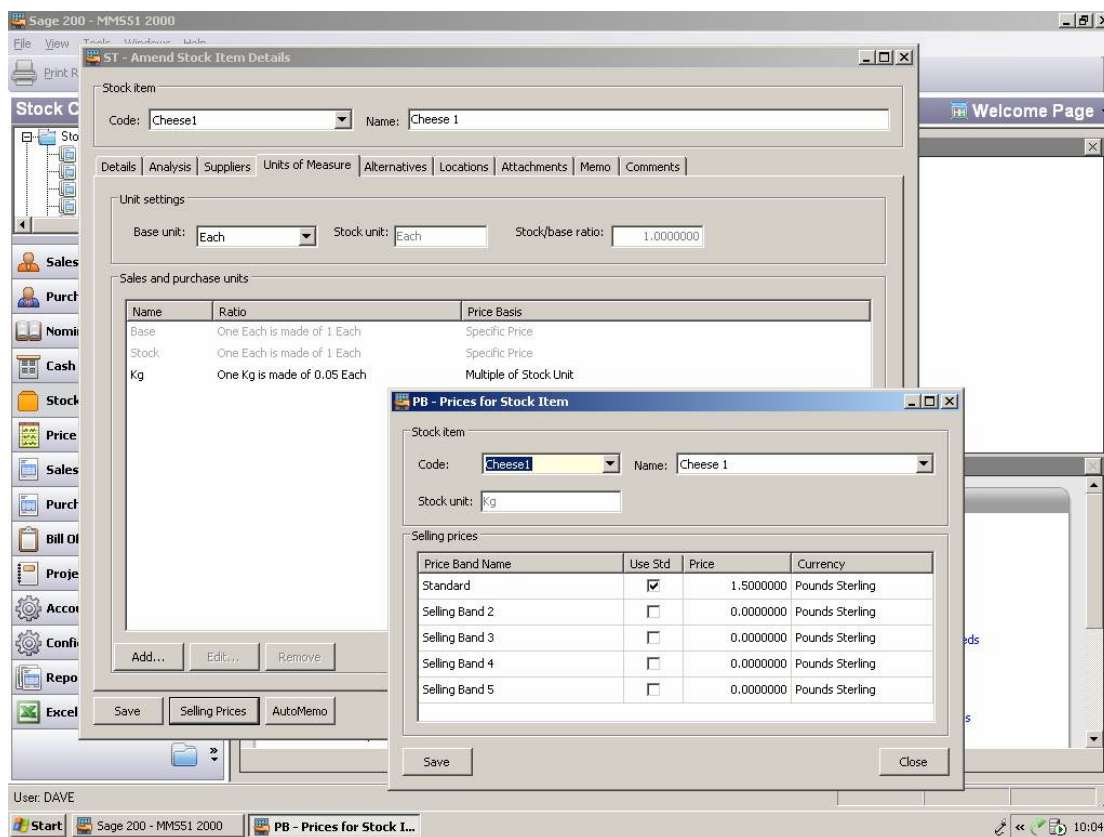 Sage 200 - MMS51 2000
File View Tools Windows Help
Print R
Stock C
Welcome Page
Sto
ST - Amend Stock Item Details
Stock item
Code: Cheese1 Name: Cheese 1
Details Analysis Suppliers Units of Measure Alternatives Locations Attachments Memo Comments
Unit settings
Base unit: Each Stock unit: Each Stock/base ratio: 1.0000000
Sales and purchase units
Name Ratio Price Basis
Base One Each is made of 1 Each Specific Price
Stock One Each is made of 1 Each Specific Price
Kg One Kg is made of 0.05 Each Multiple of Stock Unit
Add... Edit... Remove
Save Selling Prices AutoMemo
Sales
Purch
Nomi
Cash
Stock
Price
Sales
Purch
Bill Of
Proje
Accou
Confi
Repo
Excel
PB - Prices for Stock Item
Stock item
Code: Cheese1 Name: Cheese 1
Stock unit: Kg
Selling prices
Price Band Name Use Std Price Currency
Standard 1.5000000 Pounds Sterling
Selling Band 2 0.0000000 Pounds Sterling
Selling Band 3 0.0000000 Pounds Sterling
Selling Band 4 0.0000000 Pounds Sterling
Selling Band 5 0.0000000 Pounds Sterling
Save Close
eds
s
User: DAVE
Start Sage 200 - MMS51 2000 PB - Prices for Stock I... 10:04